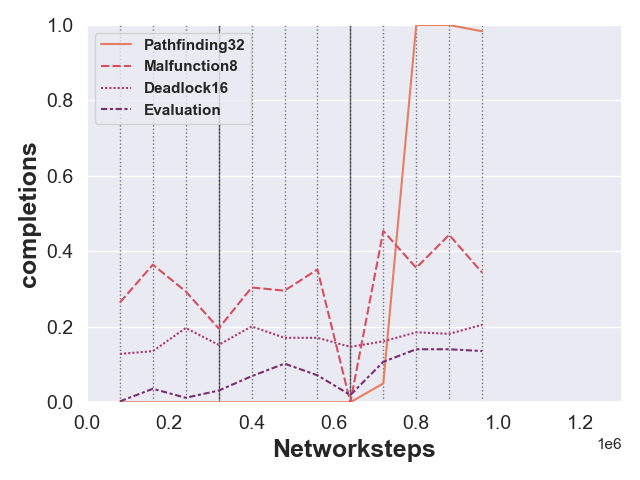 1.0
0.8
0.6
0.4
0.2
0.0
completions
Pathfinding32
Malfunction8
Deadlock16
Evaluation
0.0 0.2 0.4 0.6 0.8 1.0 1.2
1e6
Networksteps